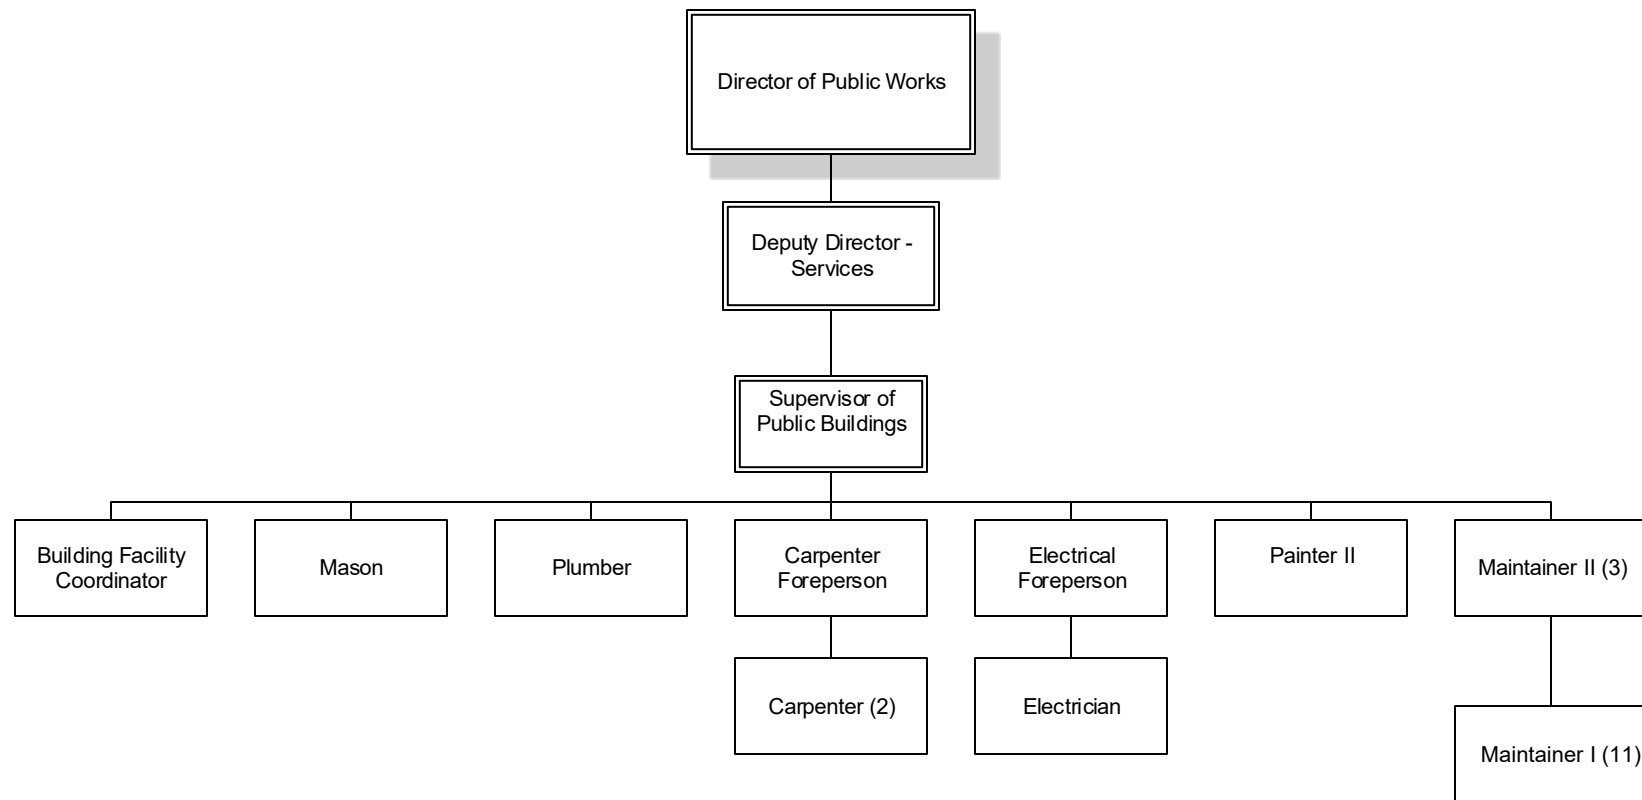 Director of Public Works
Deputy Director -
Services
Supervisor of
Public Buildings
Building Facility
Coordinator
Mason
Plumber
Carpenter
Foreperson
Electrical
Foreperson
Painter II
Maintainer II (3)
Carpenter (2)
Electrician
Maintainer I (11)